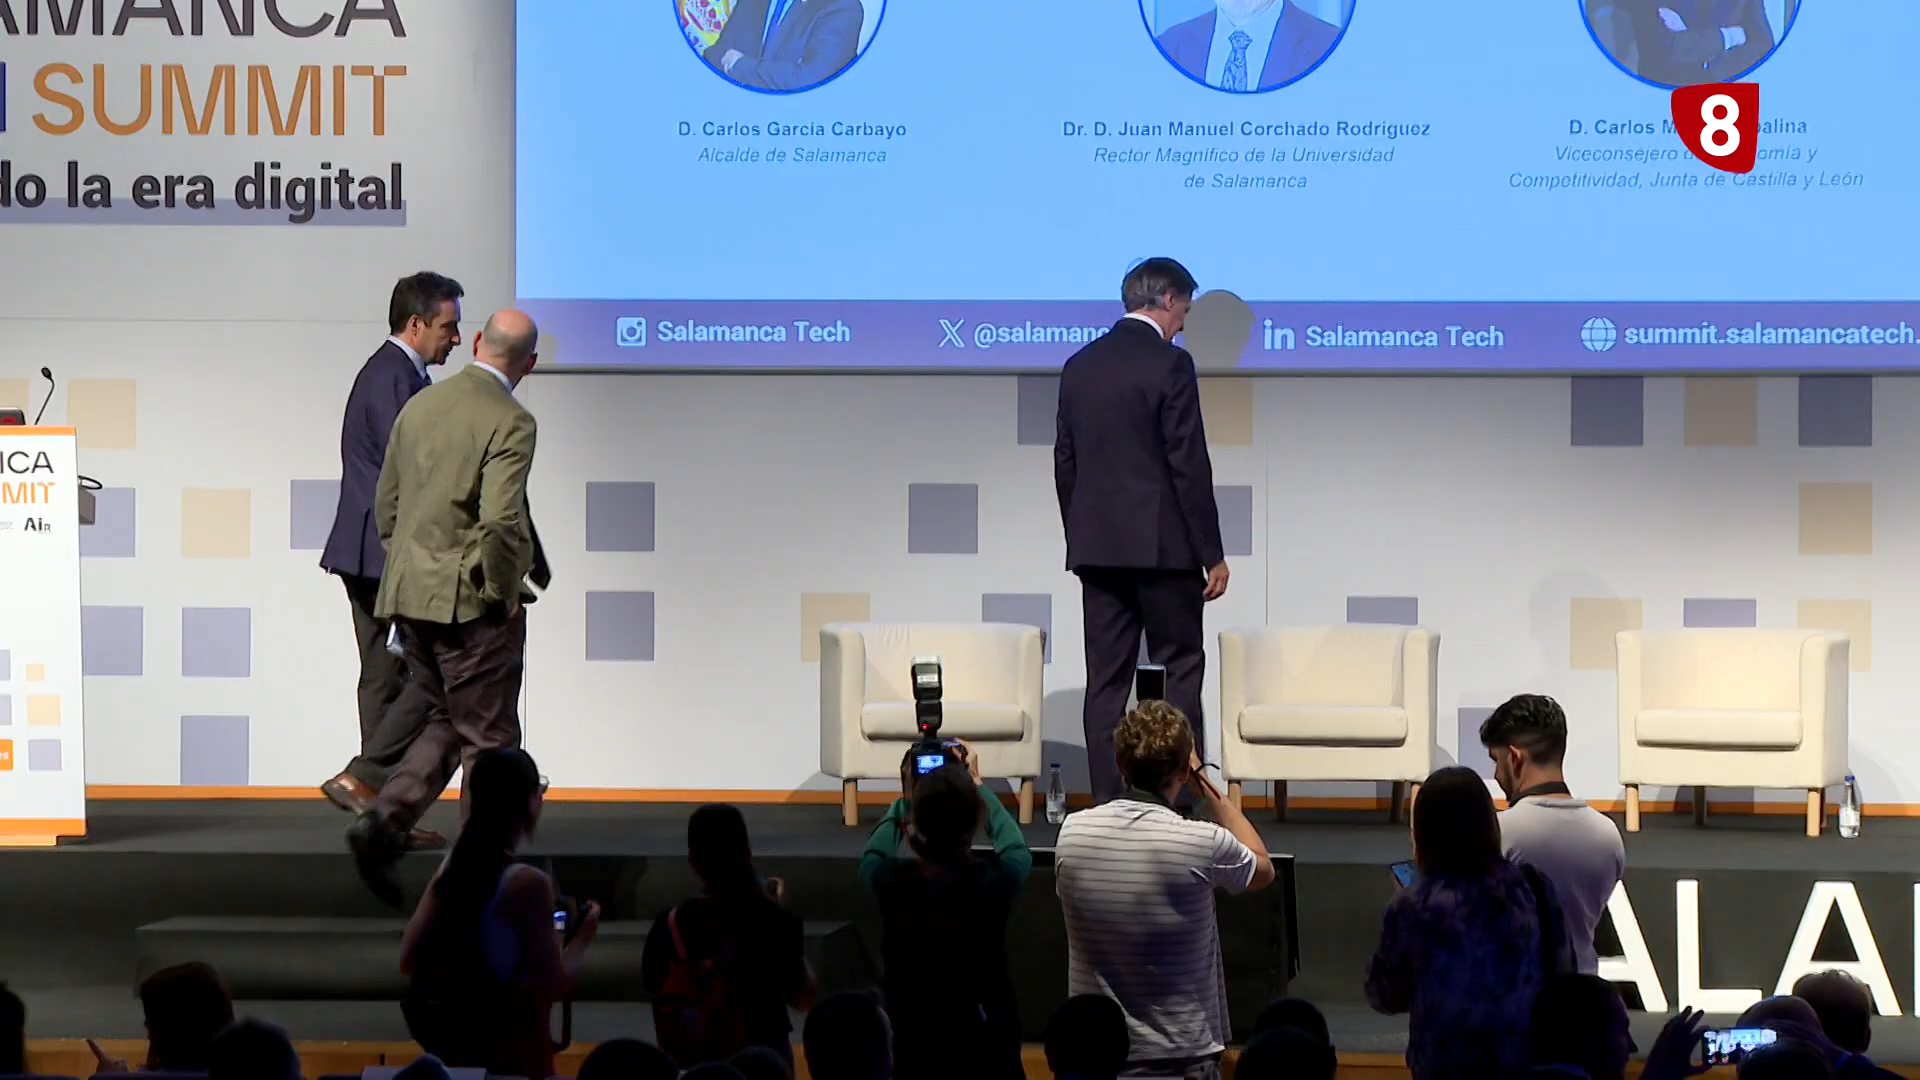 AMANCA
SUMMIT
do la era digital
D. Carlos García Carbayo
Alcalde de Salamanca
Dr. D. Juan Manuel Corchado Rodríguez
Rector Magnífico de la Universidad
de Salamanca
D. Carlos M
Viceconsejero
Competitividad, Junta de Castilla y León
8
Salamanca Tech
@salamanc
Salamanca Tech
summit.salamancatech.
ICA
MIT
AiR
ALA